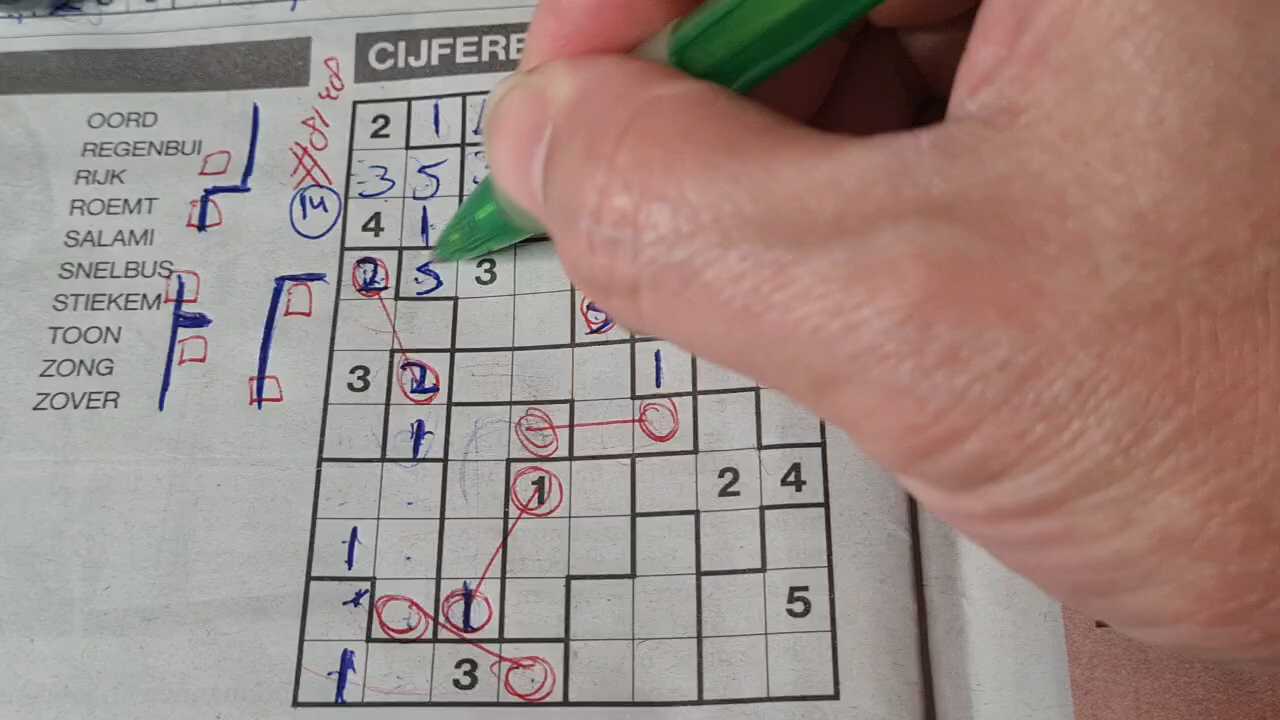 CIJFERE
OORD
REGENBUI
RIJK
ROEMT
SALAMI
SNELBUS
STIEKEM
TOON
ZONG
ZOVER
14
2 1
3 5
4 1
2 5 3
3 2 1
1
1 2 4
1
1 5
1 3